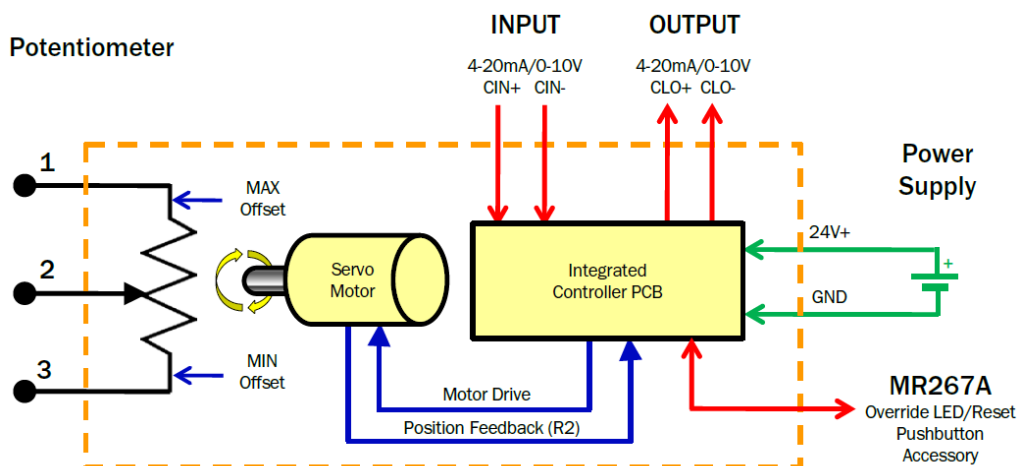 INPUT
OUTPUT
Potentiometer
4-20mA/0-10V
CIN+ CIN-
4-20mA/0-10V
CLO+ CLO-
1
MAX
Offset
2
3
MIN
Offset
Servo
Motor
Integrated
Controller PCB
Power
Supply
24V+
+
GND
Motor Drive
Position Feedback (R2)
MR267A
Override LED/Reset
Pushbutton
Accessory